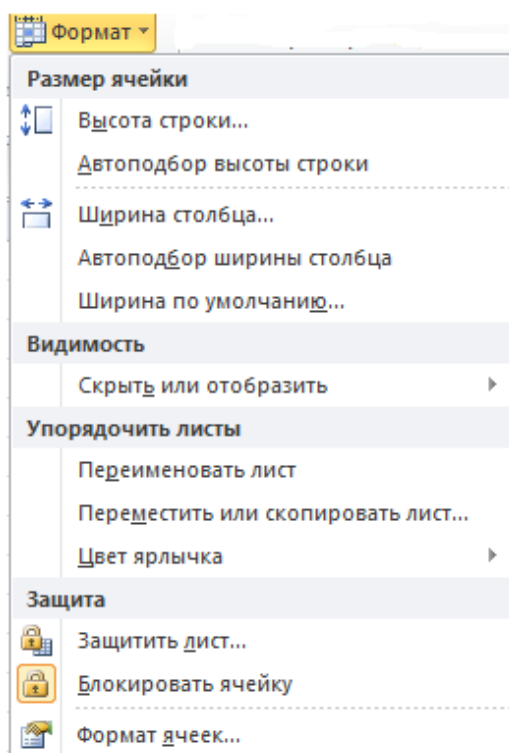 Формат
Размер ячейки
Высота строки...
Автоподбор высоты строки
Ширина столбца...
Автоподбор ширины столбца
Ширина по умолчанию...
Видимость
Скрыть или отобразить
Упорядочить листы
Переименовать лист
Переместить или скопировать лист...
Цвет ярлычка
Защита
Защитить лист...
Блокировать ячейку
Формат ячеек...